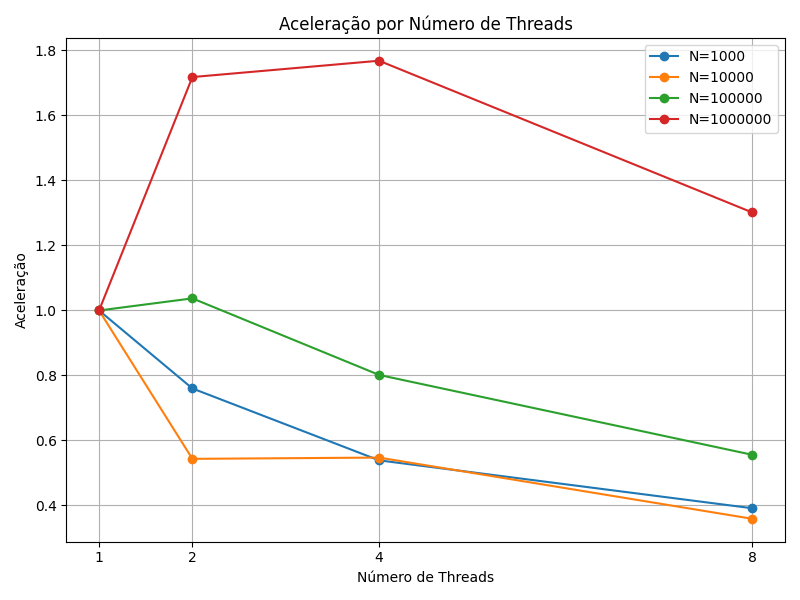 Aceleração por Número de Threads
1.8
1.6
1.4
1.2
1.0
0.8
0.6
0.4
Aceleração
1 2 4 8
Número de Threads
N=1000
N=10000
N=100000
N=1000000